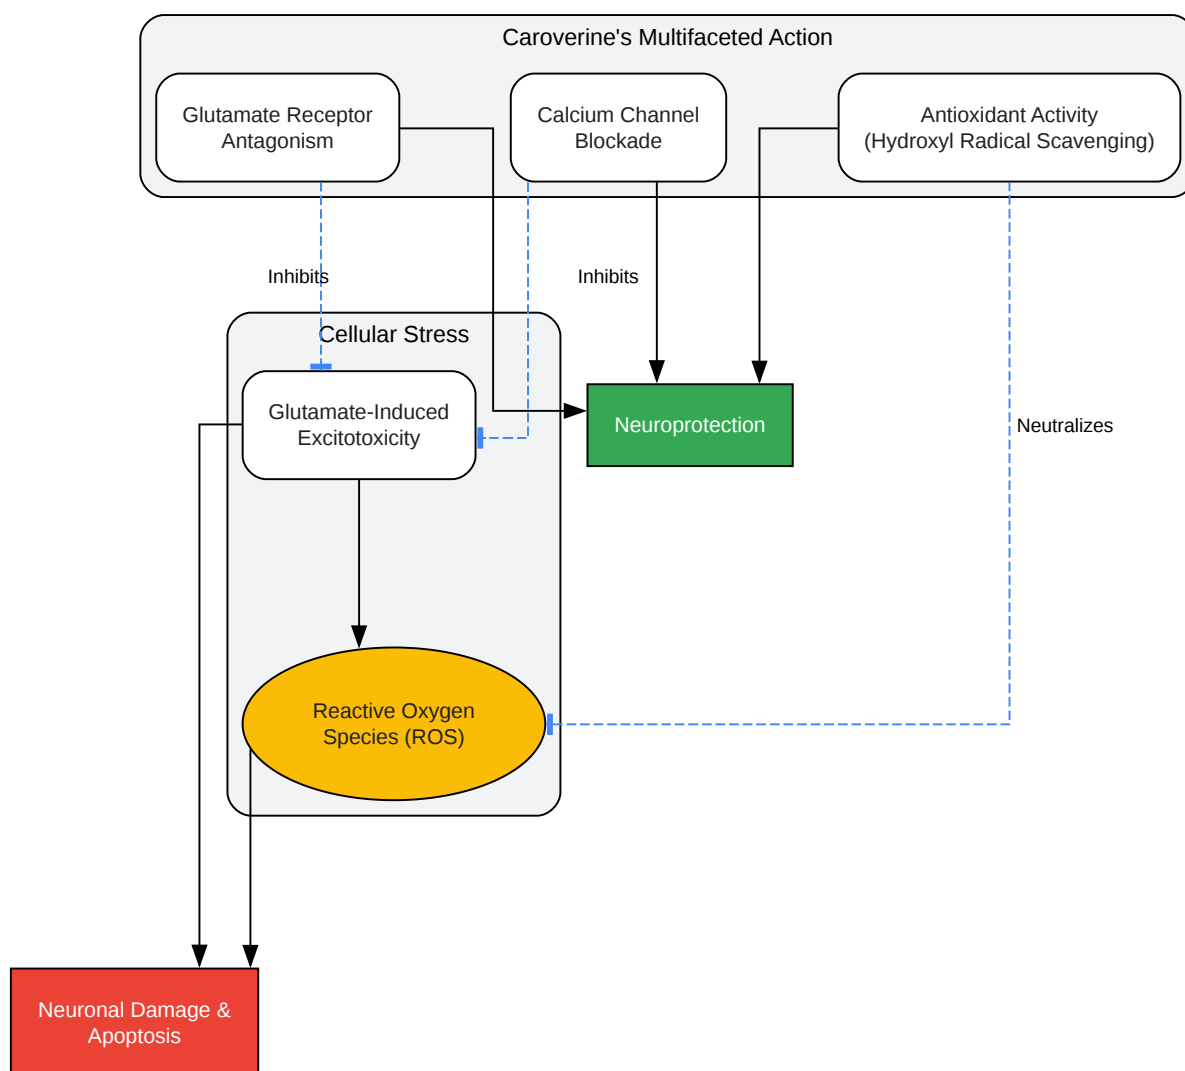 Caroverine's Multifaceted Action
Glutamate Receptor
Antagonism
Calcium Channel
Blockade
Antioxidant Activity
(Hydroxyl Radical Scavenging)
Inhibits
Inhibits
Cellular Stress
Glutamate-Induced
Excitotoxicity
Neuroprotection
Neutralizes
Reactive Oxygen
Species (ROS)
Neuronal Damage &
Apoptosis